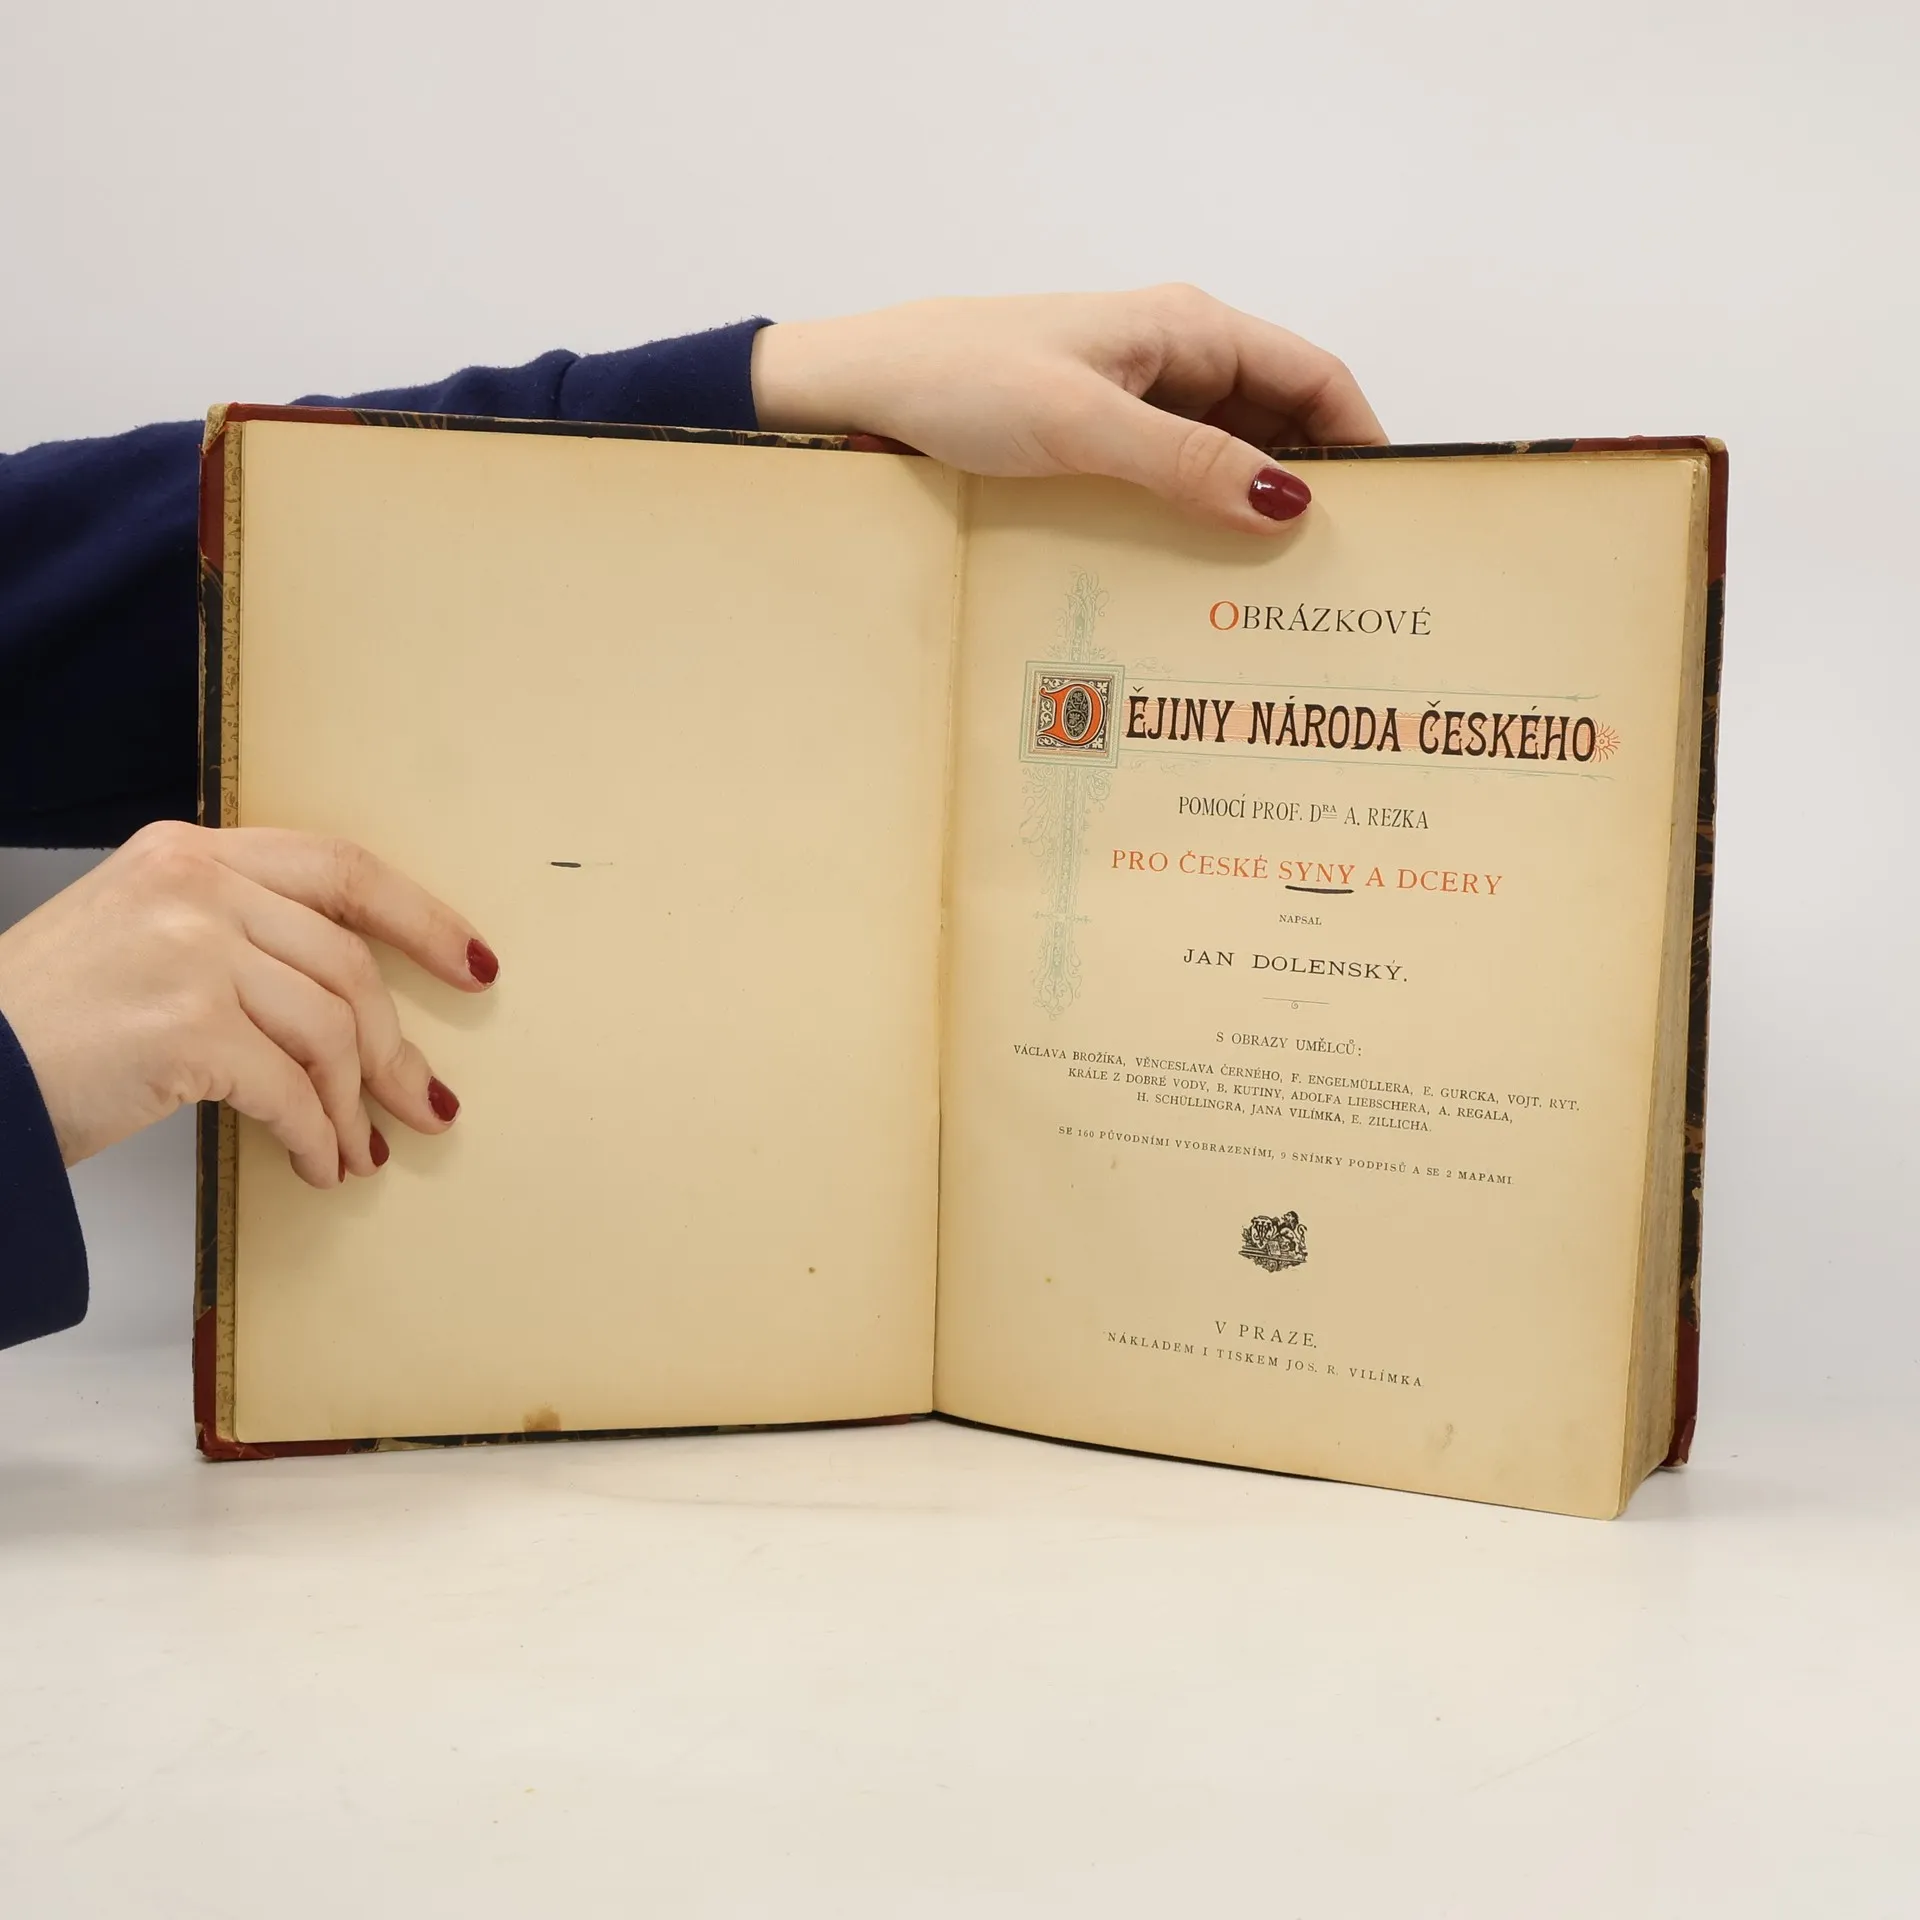 OBRÁZKOVÉ
DĚJINY NÁRODA ČESKÉHO
POMOCÍ PROF. DRA A. REZKA
PRO ČESKÉ SYNY A DCERY
NAPSAL
JAN DOLENSKÝ.
S OBRAZY UMĚLCŮ:
VÁCLAVA BROŽÍKA, VĚNCESLAVA ČERNÉHO, F. ENGELMÜLLERA, E. GURCKA, VOJT. RYT.
KRÁLE Z DOBRÉ VODY, B. KUTINY, ADOLFA LIEBSCHERA, A. REGALA,
H. SCHÜLLINGRA, JANA VILÍMKA, E. ZILLICHA.
SE 160 PŮVODNÍMI VYOBRAZENÍMI, 9 SNÍMKY PODPISŮ A SE 2 MAPAMI.
V PRAZE.
NÁKLADEM I TISKEM JOS. R. VILÍMKA